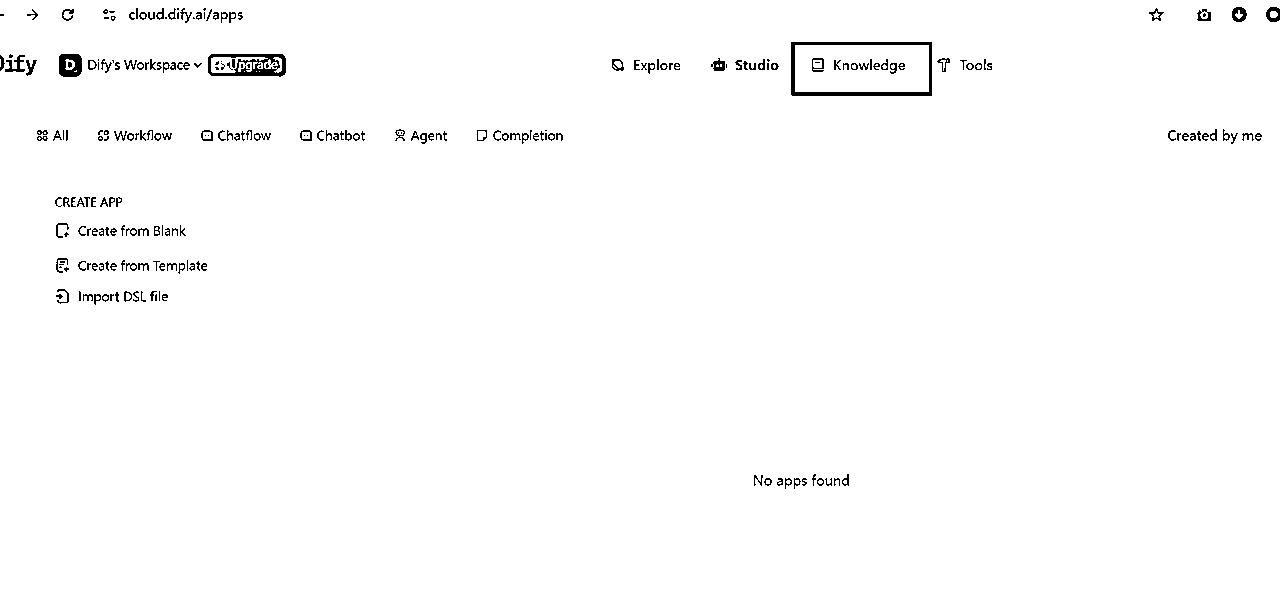 cloud.dify.ai/apps
Dify D Dify's Workspace Upgrade Explore Studio Knowledge Tools
All Workflow Chatflow Chatbot Agent Completion Created by me
CREATE APP
Create from Blank
Create from Template
Import DSL file
No apps found